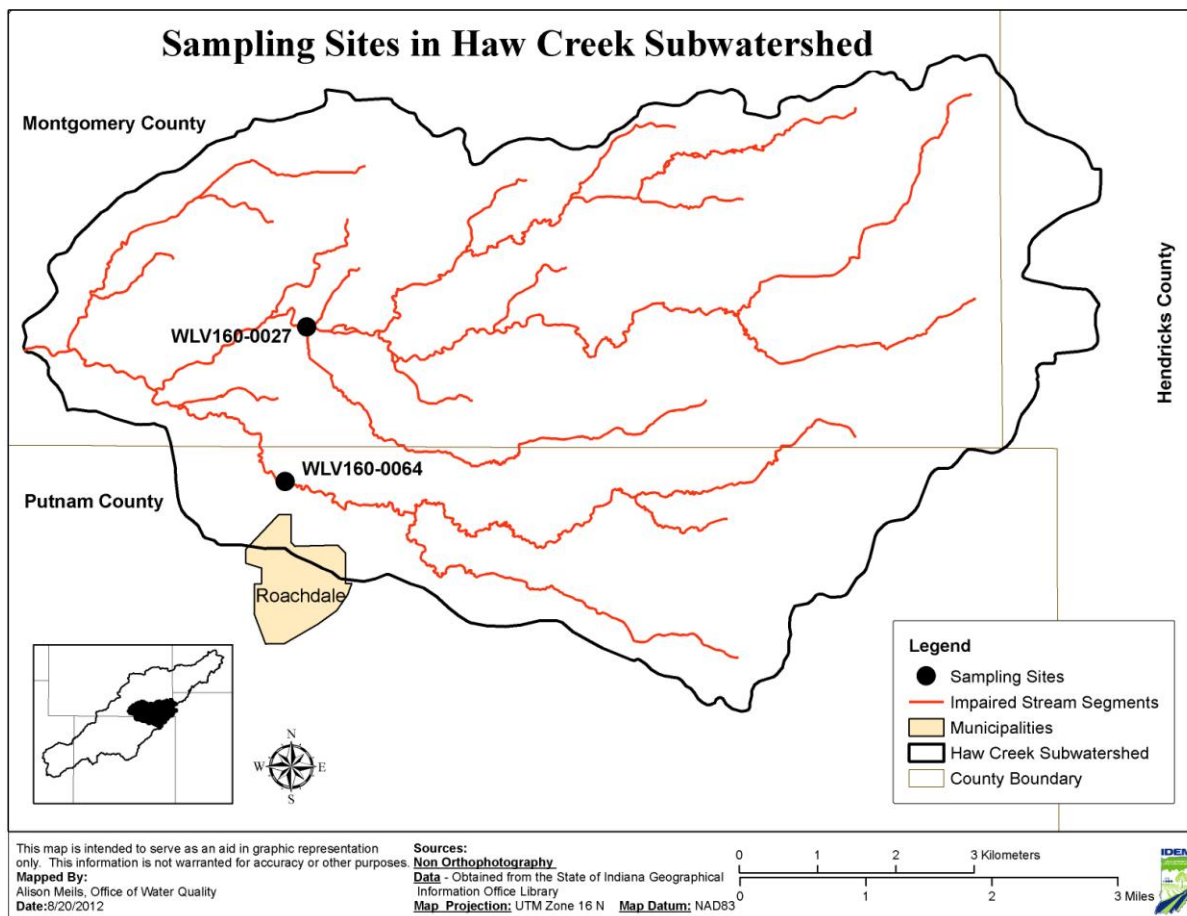 Sampling Sites in Haw Creek Subwatershed
Montgomery County
Hendricks County
WLV160-0027
WLV160-0064
Putnam County
Roachdale
Legend
Sampling Sites
Impaired Stream Segments
Municipalities
Haw Creek Subwatershed
County Boundary
N
W E
S
This map is intended to serve as an aid in graphic representation
only. This information is not warranted for accuracy or other purposes.
Mapped By:
Alison Meils, Office of Water Quality
Date:8/20/2012
Sources:
Non Orthophotography
Data - Obtained from the State of Indiana Geographical
Information Office Library
Map Projection: UTM Zone 16 N Map Datum: NAD83
0 1 2 3 Kilometers
0 1 2 3 Miles
IDEM